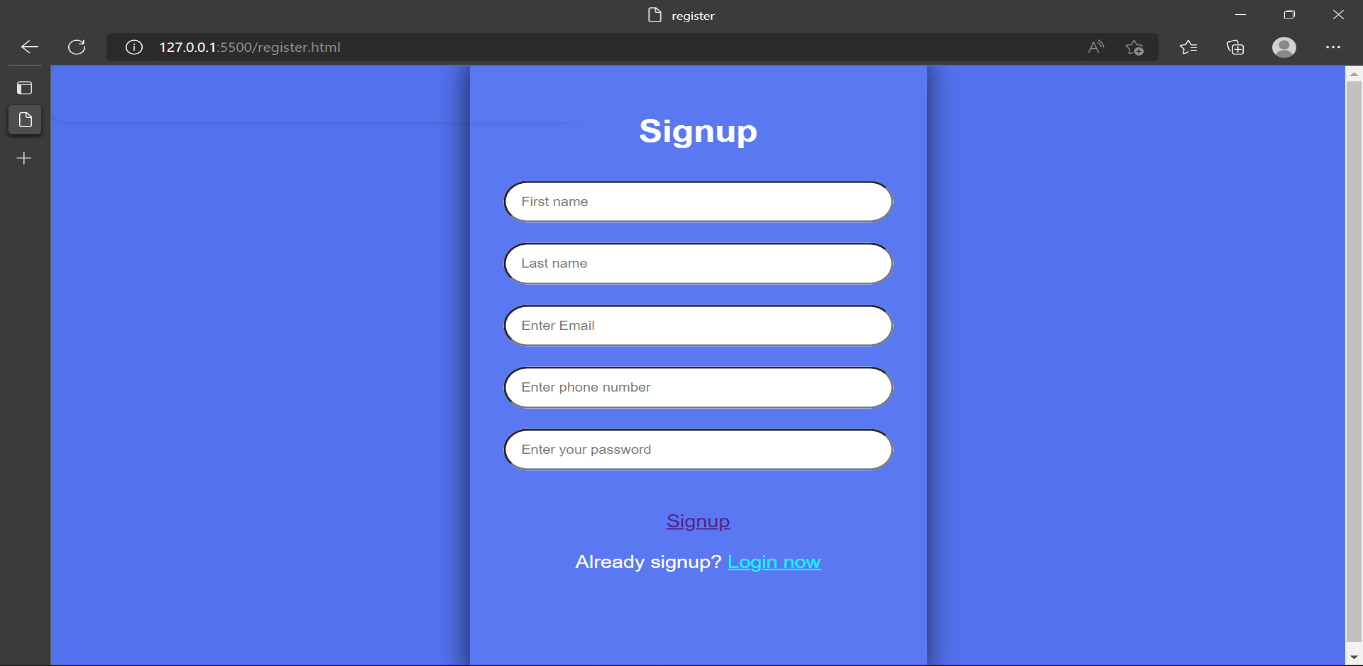 register
127.0.0.1:5500/register.html
Signup
First name
Last name
Enter Email
Enter phone number
Enter your password
Signup
Already signup? Login now